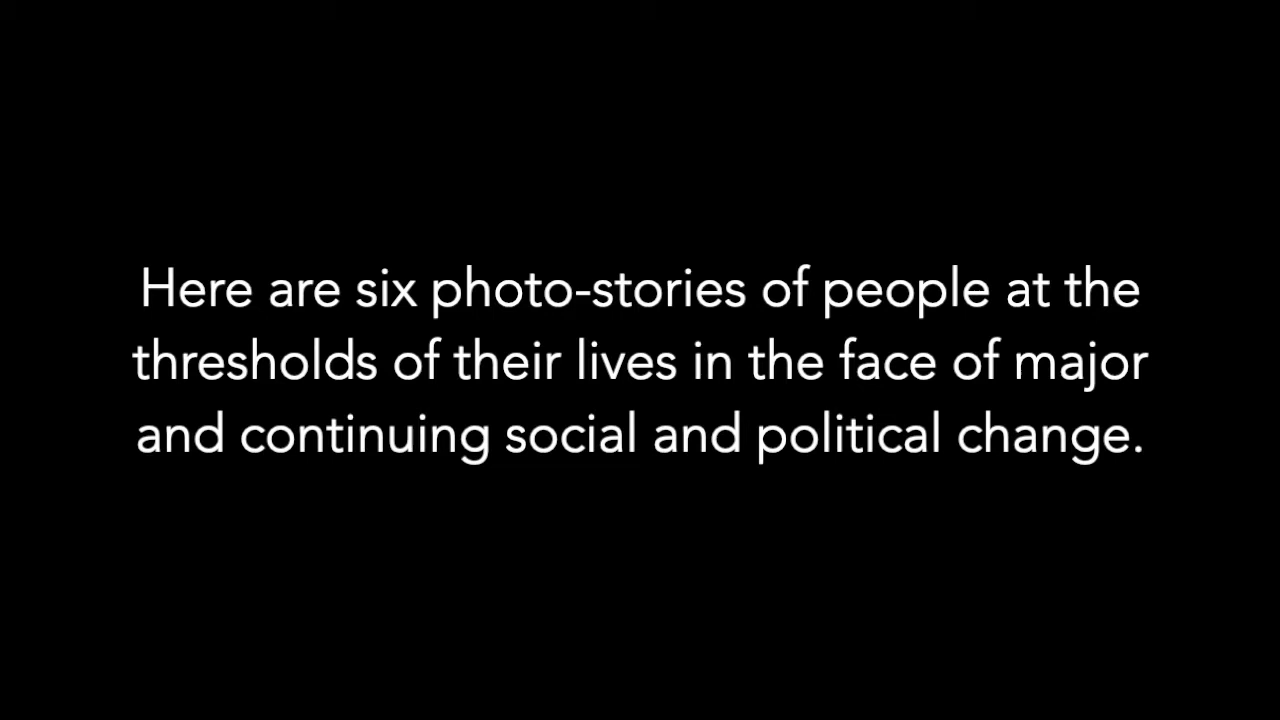 Here are six photo-stories of people at the
thresholds of their lives in the face of major
and continuing social and political change.